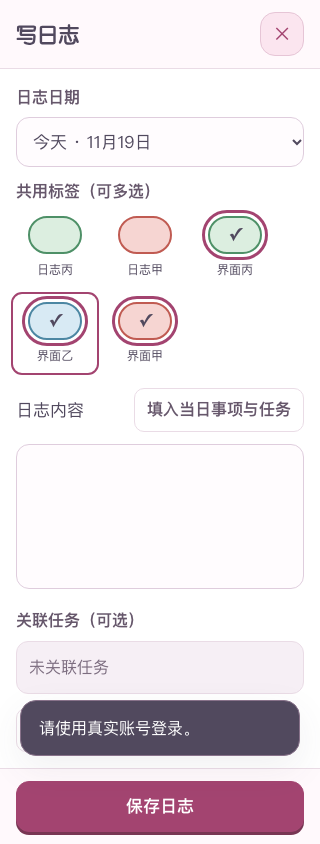 写日志
日志日期
今天 · 11月19日
共用标签（可多选）
日志丙
日志甲
界面丙
界面乙
界面甲
日志内容
填入当日事项与任务
关联任务（可选）
未关联任务
请使用真实账号登录。
保存日志